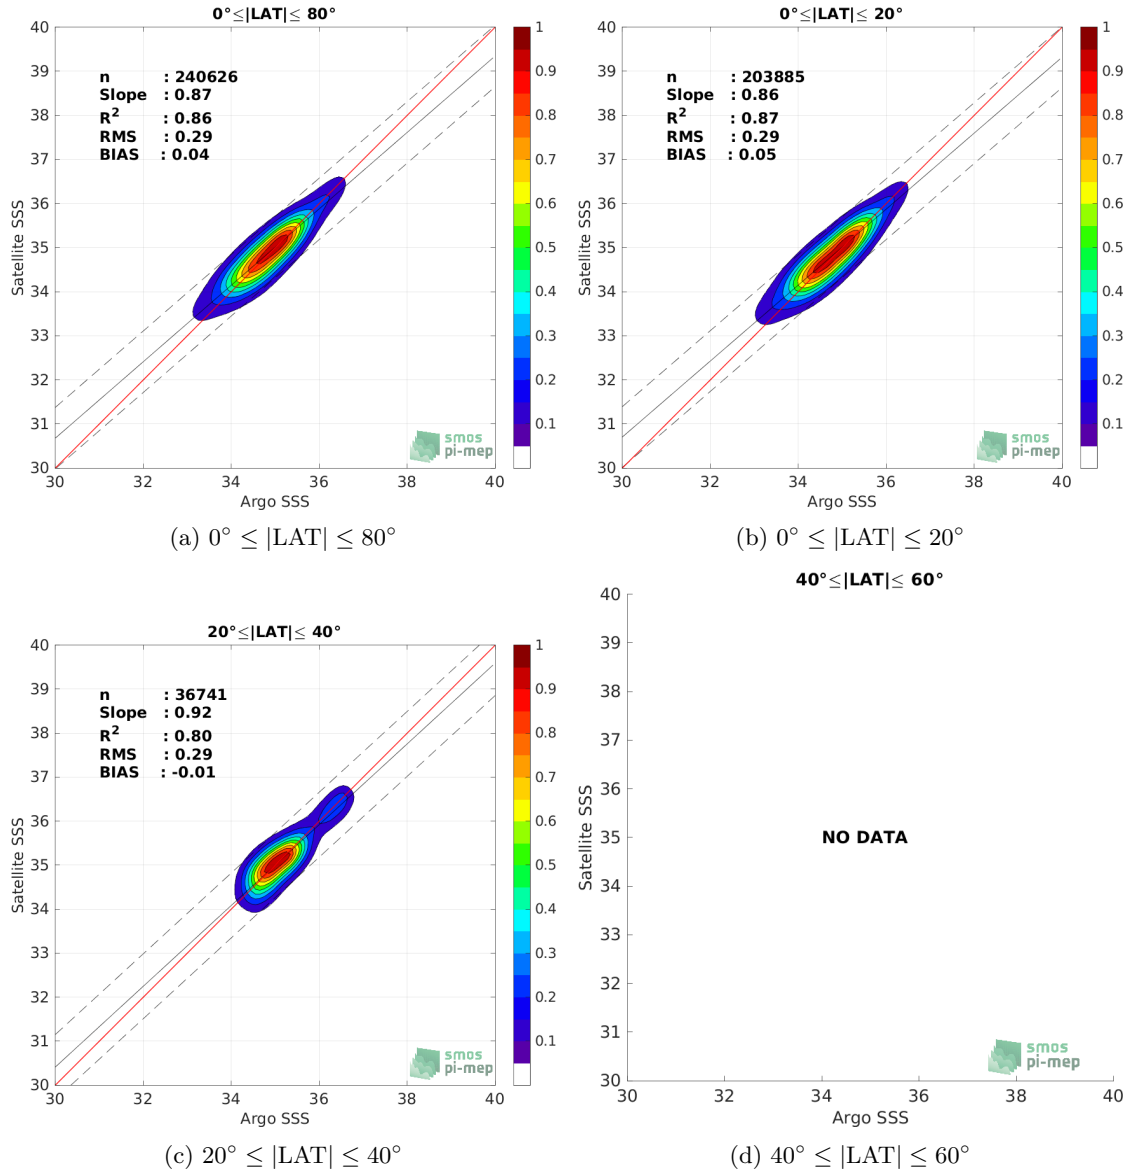 0°≤|LAT|≤ 80°
n : 240626
Slope : 0.87
R² : 0.86
RMS : 0.29
BIAS : 0.04
40
39
38
37
36
35
34
33
32
31
30
Satellite SSS
30 32 34 36 38 40
Argo SSS
1
0.9
0.8
0.7
0.6
0.5
0.4
0.3
0.2
0.1
smos
pi-mep
(a) 0° ≤ |LAT| ≤ 80°
0°≤|LAT|≤ 20°
n : 203885
Slope : 0.86
R² : 0.87
RMS : 0.29
BIAS : 0.05
40
39
38
37
36
35
34
33
32
31
30
Satellite SSS
30 32 34 36 38 40
Argo SSS
1
0.9
0.8
0.7
0.6
0.5
0.4
0.3
0.2
0.1
smos
pi-mep
(b) 0° ≤ |LAT| ≤ 20°
20°≤|LAT|≤ 40°
n : 36741
Slope : 0.92
R² : 0.80
RMS : 0.29
BIAS : -0.01
40
39
38
37
36
35
34
33
32
31
30
Satellite SSS
30 32 34 36 38 40
Argo SSS
1
0.9
0.8
0.7
0.6
0.5
0.4
0.3
0.2
0.1
smos
pi-mep
(c) 20° ≤ |LAT| ≤ 40°
40°≤|LAT|≤ 60°
40
39
38
37
36
35
34
33
32
31
30
Satellite SSS
NO DATA
30 32 34 36 38 40
Argo SSS
smos
pi-mep
(d) 40° ≤ |LAT| ≤ 60°